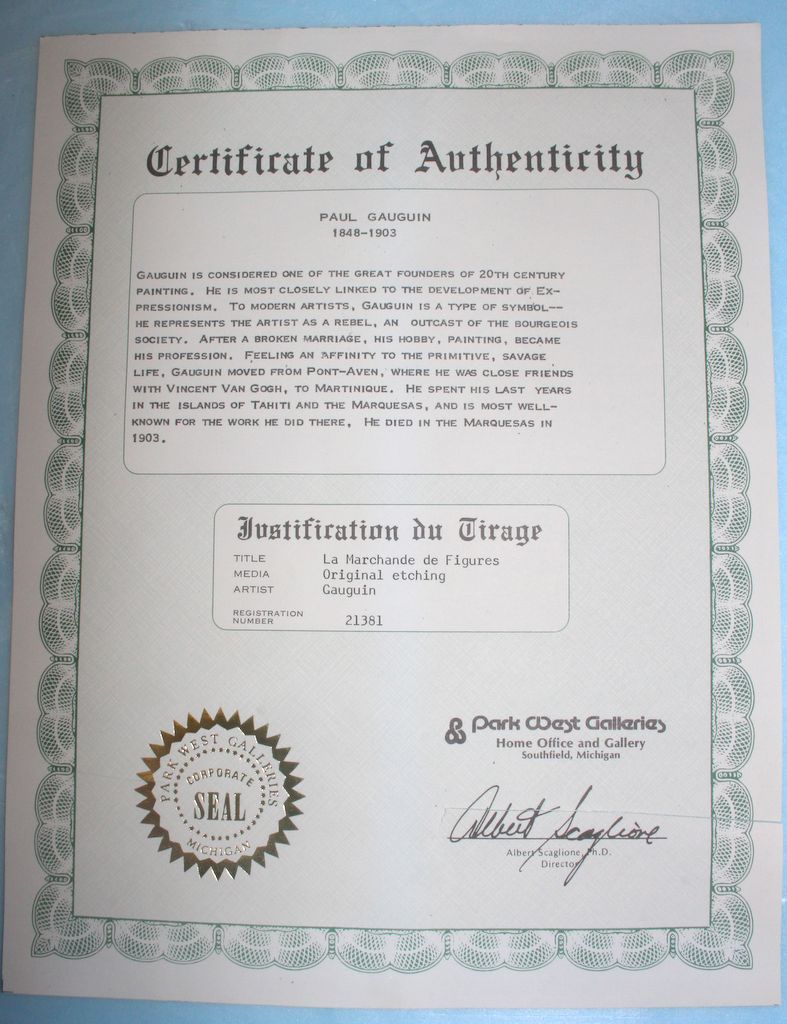 Certificate of Authenticity
PAUL GAUGUIN
1848-1903
GAUGUIN IS CONSIDERED ONE OF THE GREAT FOUNDERS OF 20TH CENTURY
PAINTING. HE IS MOST CLOSELY LINKED TO THE DEVELOPMENT OF EX-
PRESSIONISM. TO MODERN ARTISTS, GAUGUIN IS A TYPE OF SYMBOL--
HE REPRESENTS THE ARTIST AS A REBEL, AN OUTCAST OF THE BOURGEOIS
SOCIETY. AFTER A BROKEN MARRIAGE, HIS HOBBY, PAINTING, BECAME
HIS PROFESSION. FEELING AN AFFINITY TO THE PRIMITIVE, SAVAGE
LIFE, GAUGUIN MOVED FROM PONT-AVEN, WHERE HE WAS CLOSE FRIENDS
WITH VINCENT VAN GOGH, TO MARTINIQUE. HE SPENT HIS LAST YEARS
IN THE ISLANDS OF TAHITI AND THE MARQUESAS, AND IS MOST WELL-
KNOWN FOR THE WORK HE DID THERE, HE DIED IN THE MARQUESAS IN
1903.
Justification du Tirage
TITLE La Marchande de Figures
MEDIA Original etching
ARTIST Gauguin
REGISTRATION
NUMBER 21381
PARK WEST GALLERIES
CORPORATE
SEAL
MICHIGAN
Park West Galleries
Home Office and Gallery
Southfield, Michigan
Albert Scaglione
Albert Scaglione, Ph.D.
Director